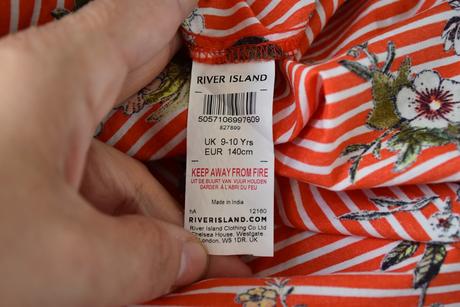 RIVER ISLAND
5057106997609
827899
UK 9-10 Yrs
EUR 140cm
KEEP AWAY FROM FIRE
UIT DE BUURT VAN VUUR HOUDEN
GARDER À L'ABRI DU FEU
Made in India
hA 12160
RIVERISLAND.COM
River Island Clothing Co Ltd
Chelsea House, Westgate
London, W5 1DR, UK